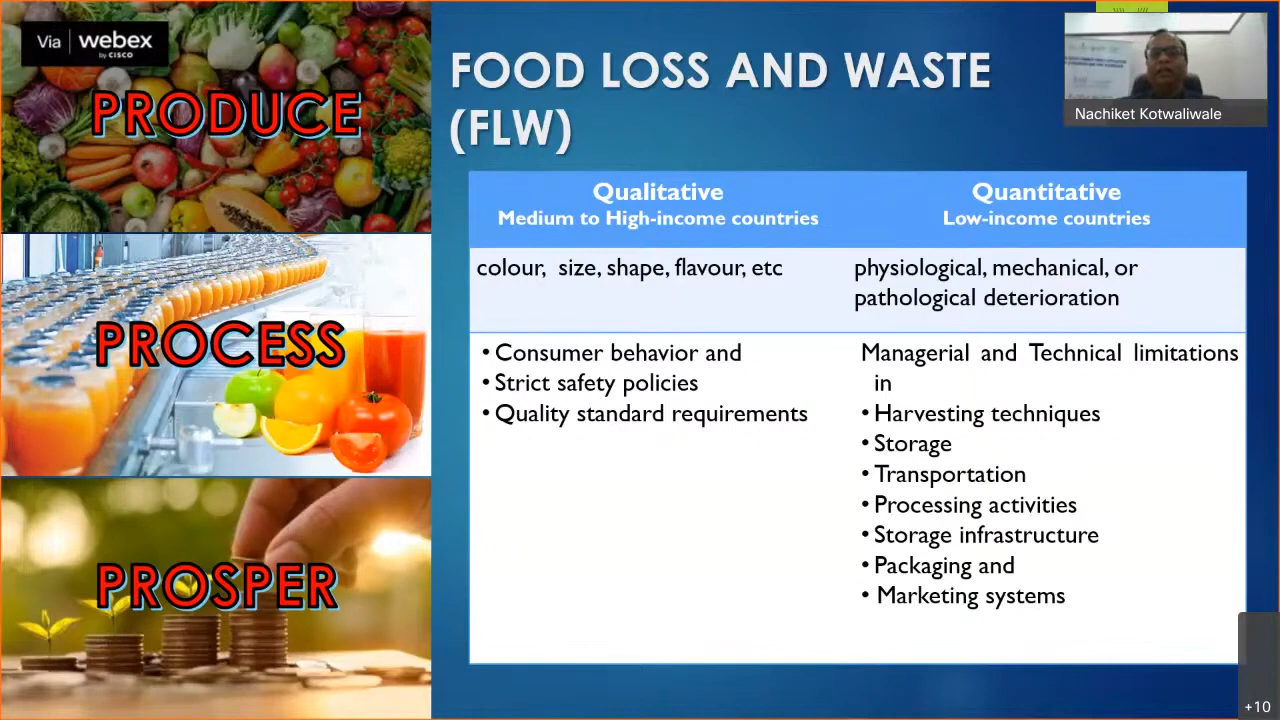 Via webex
by CISCO
PRODUCE
PROCESS
PROSPER
FOOD LOSS AND WASTE
(FLW)
Nachiket Kotwaliwale
Qualitative
Medium to High-income countries
Quantitative
Low-income countries
colour, size, shape, flavour, etc
physiological, mechanical, or
pathological deterioration
• Consumer behavior and
• Strict safety policies
• Quality standard requirements
Managerial and Technical limitations
in
• Harvesting techniques
• Storage
• Transportation
• Processing activities
• Storage infrastructure
• Packaging and
• Marketing systems
+10